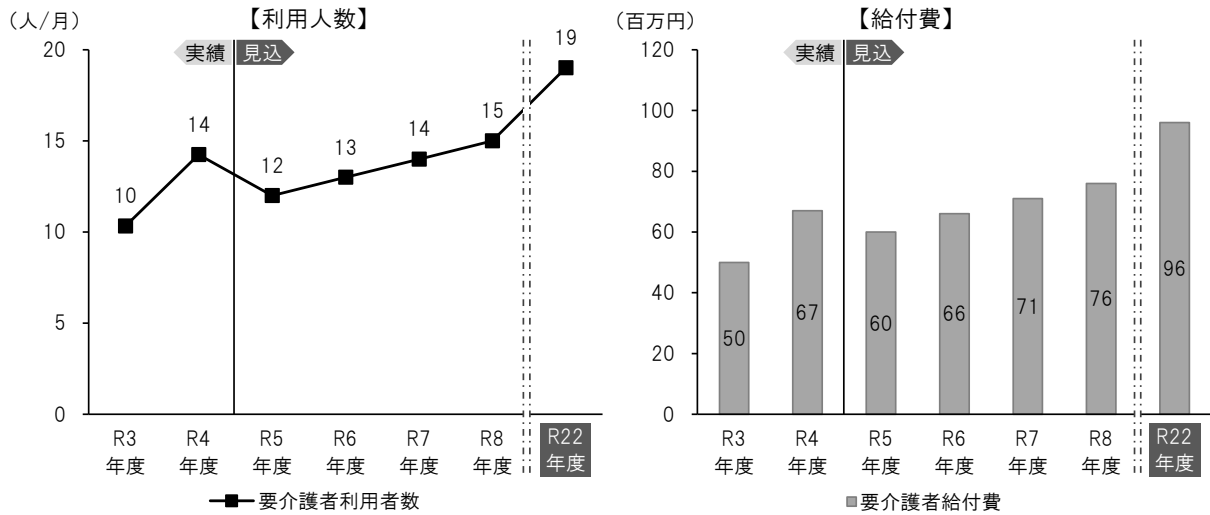 （人/月）
【利用人数】
実績
見込
20
15
10
5
0
10
14
12
13
14
15
19
R3
年度
R4
年度
R5
年度
R6
年度
R7
年度
R8
年度
R22
年度
要介護者利用者数
（百万円）
【給付費】
実績
見込
120
100
80
60
40
20
0
50
67
60
66
71
76
96
R3
年度
R4
年度
R5
年度
R6
年度
R7
年度
R8
年度
R22
年度
要介護者給付費